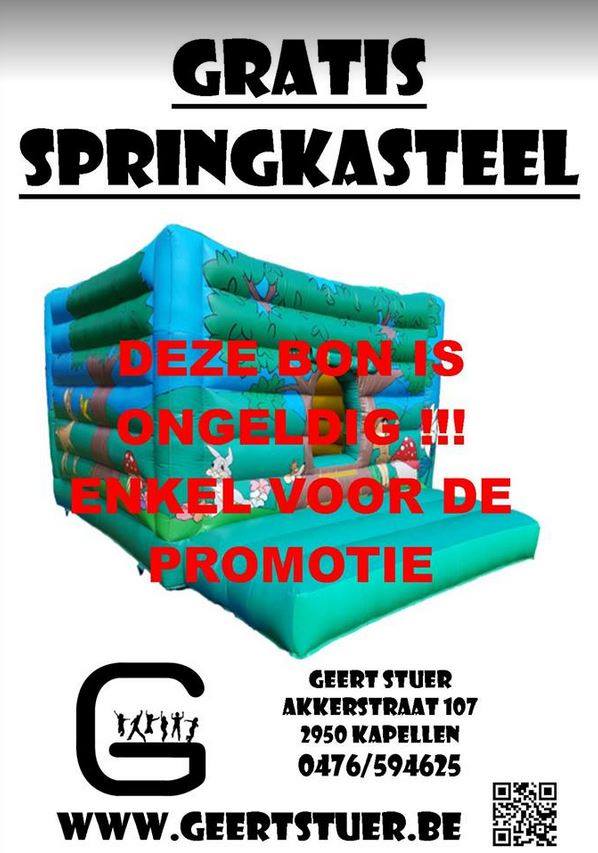 GRATIS
SPRINGKASTEEL
DEZE BON IS
ONGELDIG !!!
ENKEL VOOR DE
PROMOTIE
G
GEERT STUER
AKKERSTRAAT 107
2950 KAPELLEN
0476/594625
WWW.GEERTSTUER.BE